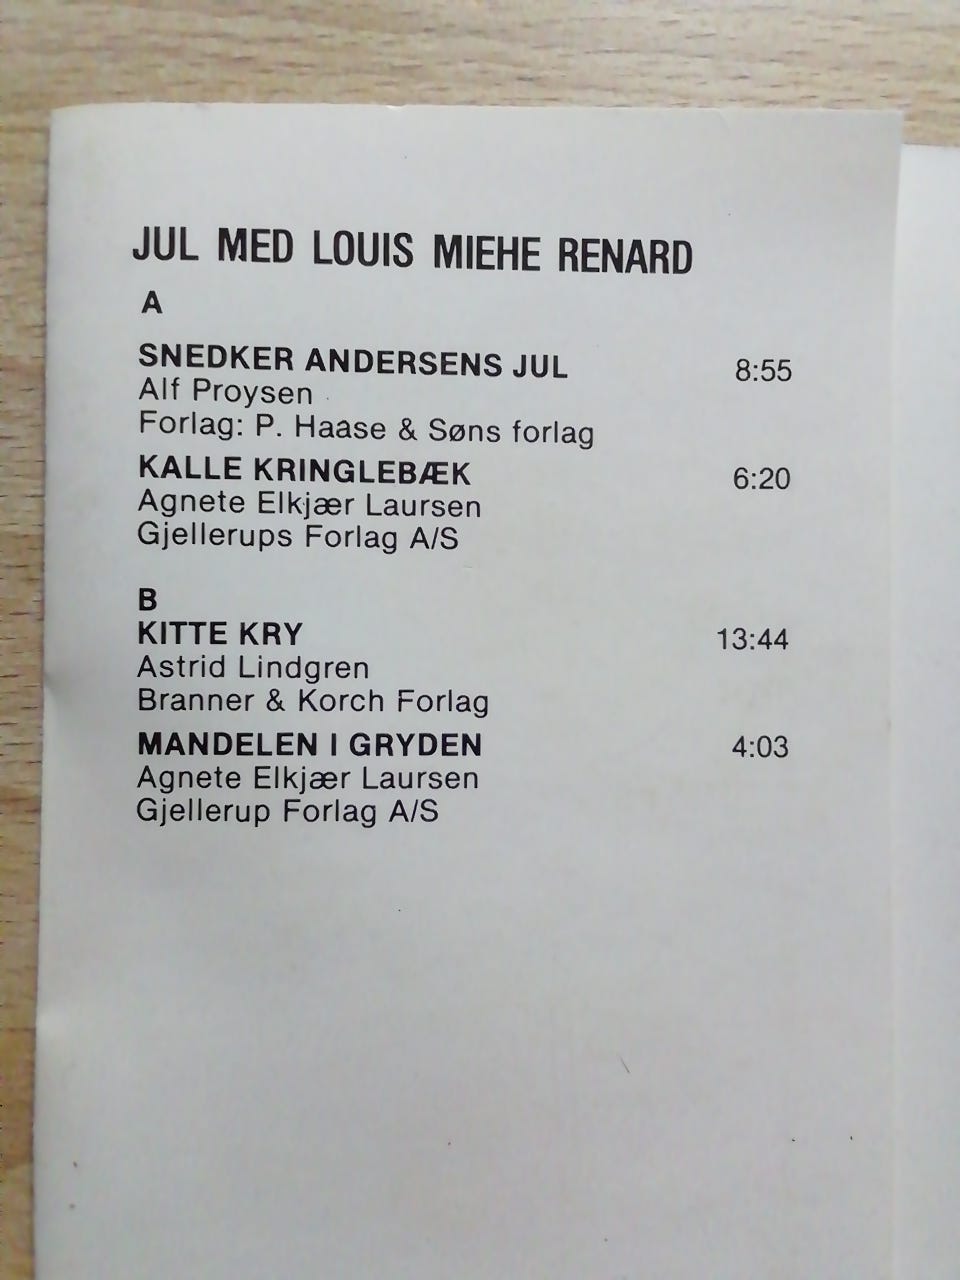 JUL MED LOUIS MIEHE RENARD
A
SNEDKER ANDERSENS JUL 8:55
Alf Proysen
Forlag: P. Haase & Søns forlag
KALLE KRINGLEBÆK 6:20
Agnete Elkjær Laursen
Gjellerups Forlag A/S
B
KITTE KRY 13:44
Astrid Lindgren
Branner & Korch Forlag
MANDELEN I GRYDEN 4:03
Agnete Elkjær Laursen
Gjellerup Forlag A/S